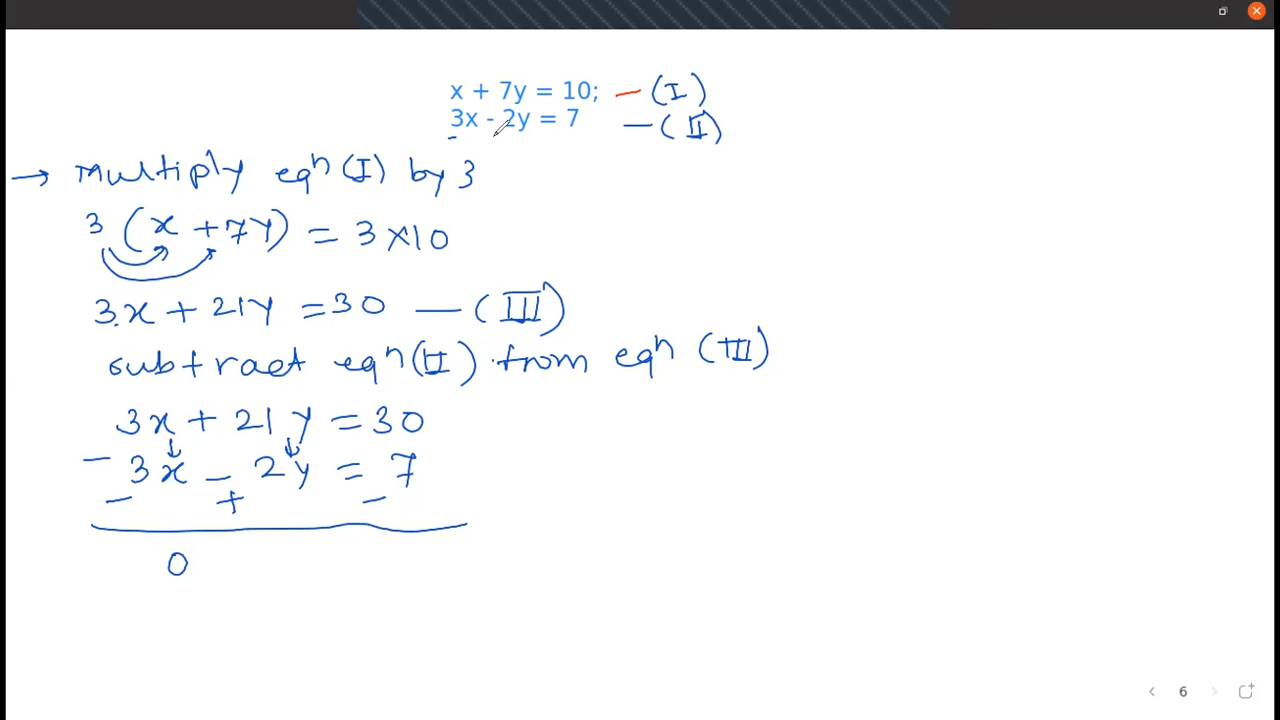 x + 7y = 10; — (I)
3x - 2y = 7 — (II)
→ Multiply eqn (I) by 3
3 (x + 7y) = 3 × 10
3x + 21y = 30 — (III)
subtract eqn (II) from eqn (III)
3x + 21y = 30
- 3x - 2y = 7
- + -
0
6